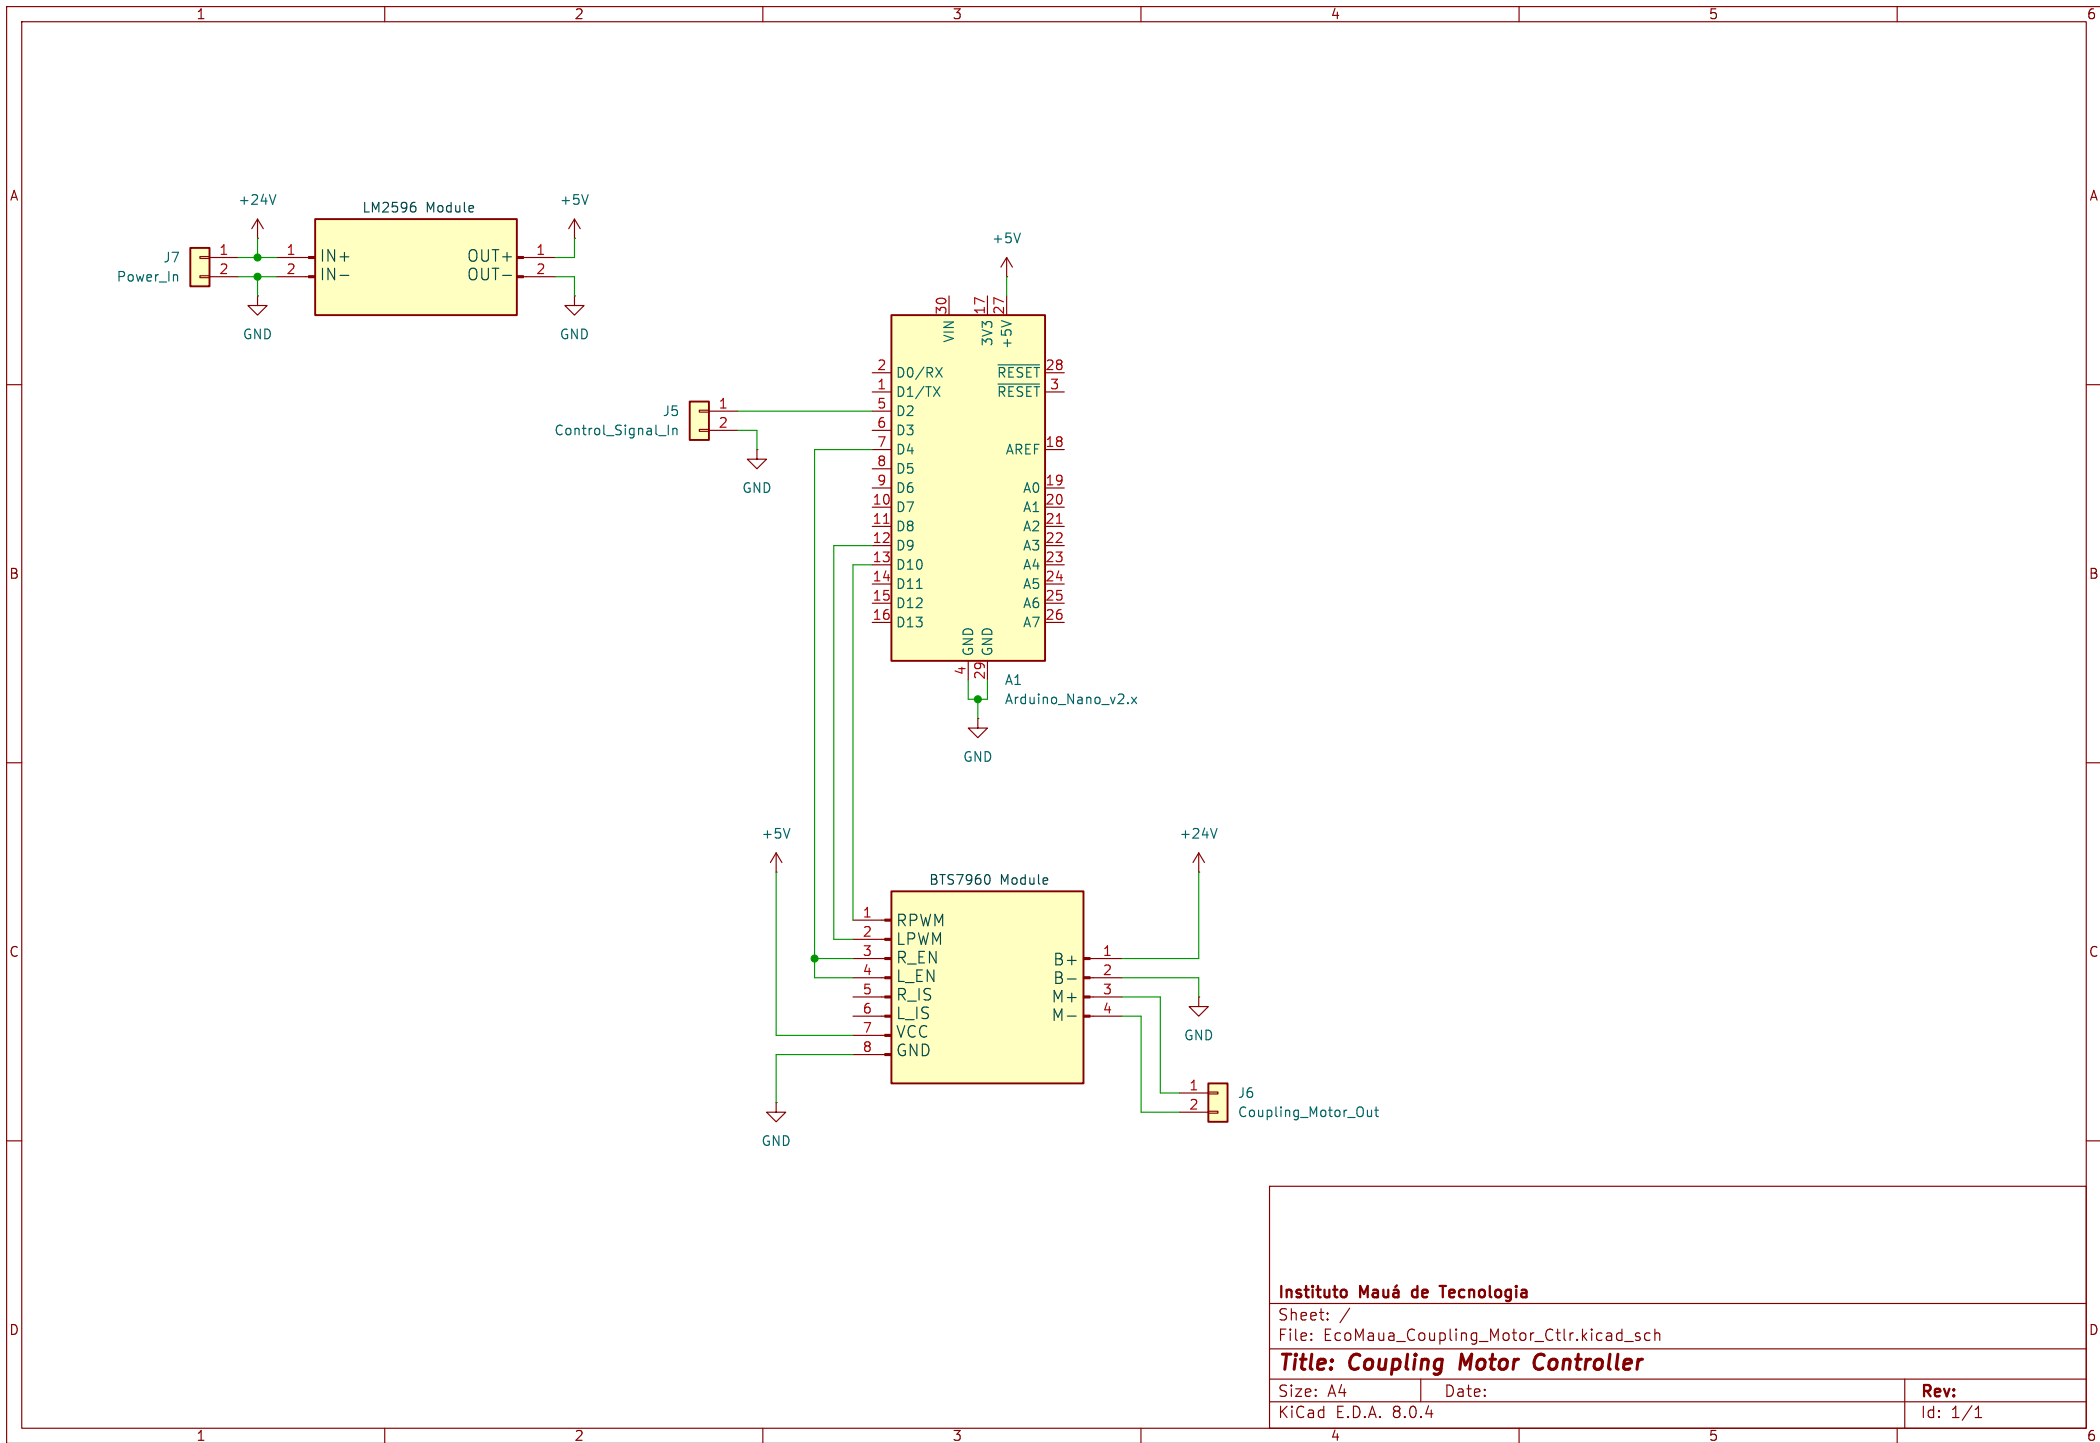 1 2 3 4 5 6
A A
+24V
LM2596 Module
+5V
J7
Power_In
1
2
1 IN+
2 IN-
OUT+ 1
OUT- 2
GND
GND
+5V
30 17 27
VIN 3V3 +5V
2 D0/RX
1 D1/TX
5 D2
6 D3
7 D4
8 D5
9 D6
10 D7
11 D8
12 D9
13 D10
14 D11
15 D12
16 D13
RESET 28
RESET 3
AREF 18
A0 19
A1 20
A2 21
A3 22
A4 23
A5 24
A6 25
A7 26
GND GND
4 29
A1
Arduino_Nano_v2.x
GND
J5
Control_Signal_In
1
2
GND
B B
+5V
+24V
BTS7960 Module
1 RPWM
2 LPWM
3 R_EN
4 L_EN
5 R_IS
6 L_IS
7 VCC
8 GND
B+ 1
B- 2
M+ 3
M- 4
GND
GND
1
2
J6
Coupling_Motor_Out
C C
Instituto Mauá de Tecnologia
Sheet: /
File: EcoMaua_Coupling_Motor_Ctlr.kicad_sch
Title: Coupling Motor Controller
Size: A4 Date: Rev:
KiCad E.D.A. 8.0.4 Id: 1/1
D D
1 2 3 4 5 6